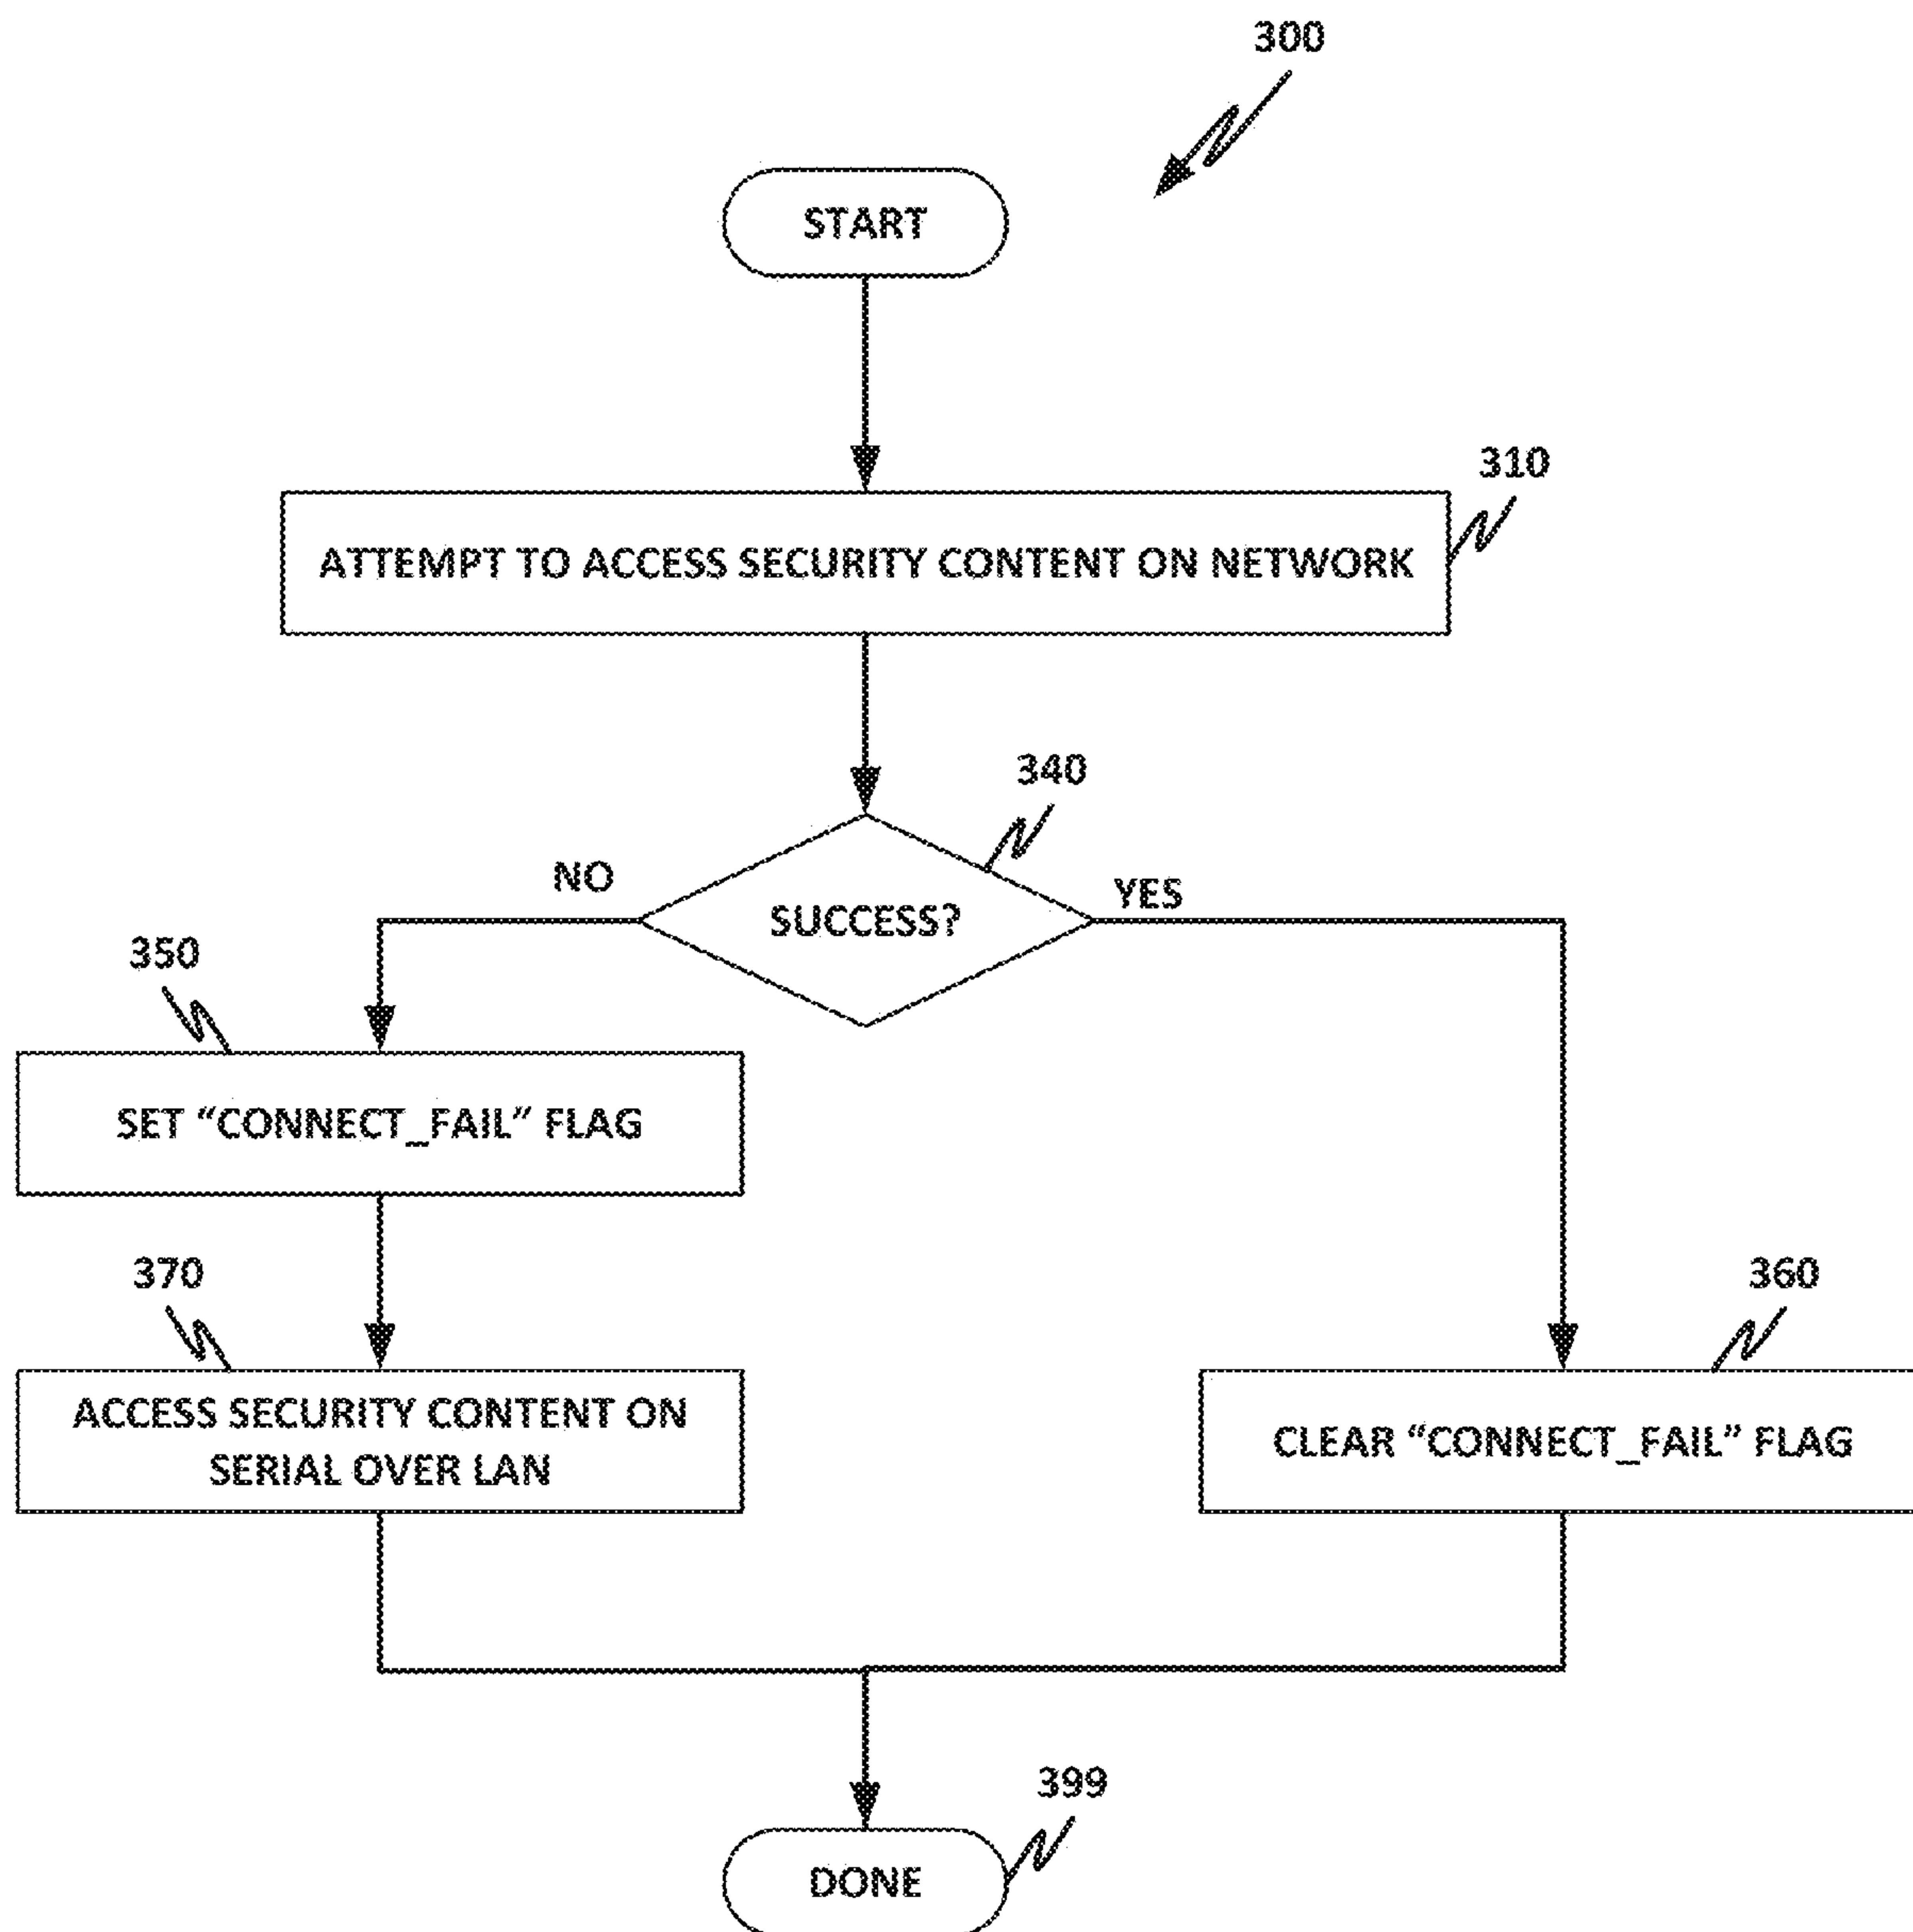 300
START
310
ATTEMPT TO ACCESS SECURITY CONTENT ON NETWORK
340
NO
YES
SUCCESS?
350
SET “CONNECT_FAIL” FLAG
370
360
ACCESS SECURITY CONTENT ON
SERIAL OVER LAN
CLEAR “CONNECT_FAIL” FLAG
399
DONE